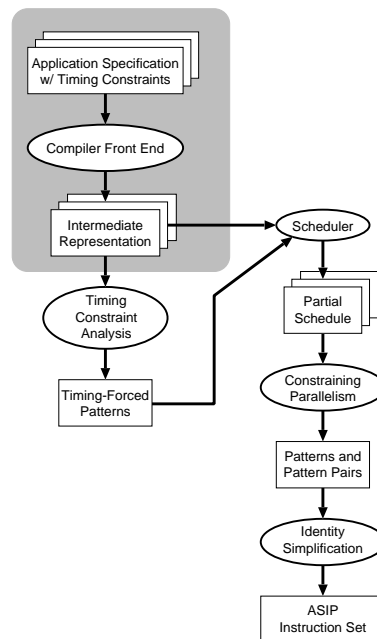 Application Specification
w/ Timing Constraints
Compiler Front End
Intermediate
Representation
Scheduler
Timing
Constraint
Analysis
Partial
Schedule
Timing-Forced
Patterns
Constraining
Parallelism
Patterns and
Pattern Pairs
Identity
Simplification
ASIP
Instruction Set